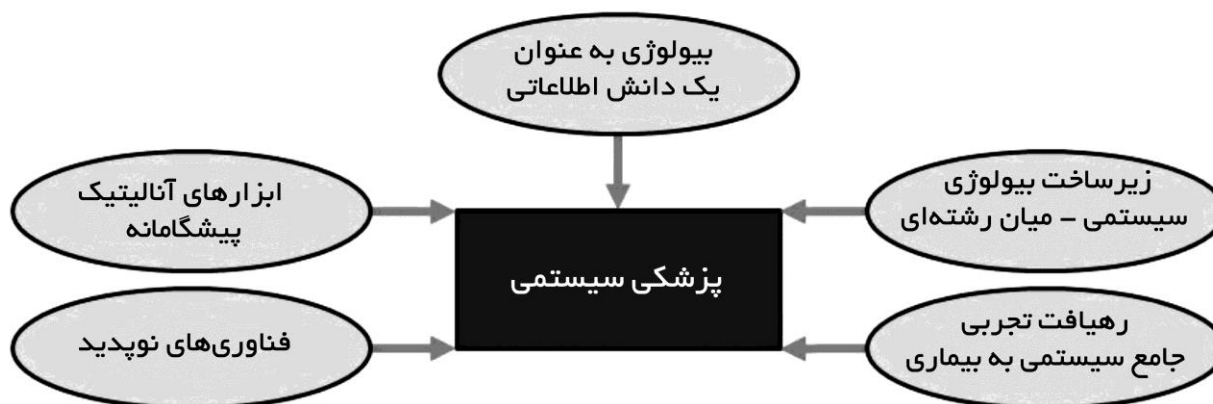 بیولوژی به عنوان
یک دانش اطلاعاتی
زیرساخت بیولوژی
سیستمی – میان رشته‌ای
ابزارهای آنالیتیک
پیشگامانه
پزشکی سیستمی
رهیافت تجربی
جامع سیستمی به بیماری
فناوری‌های نوپدید